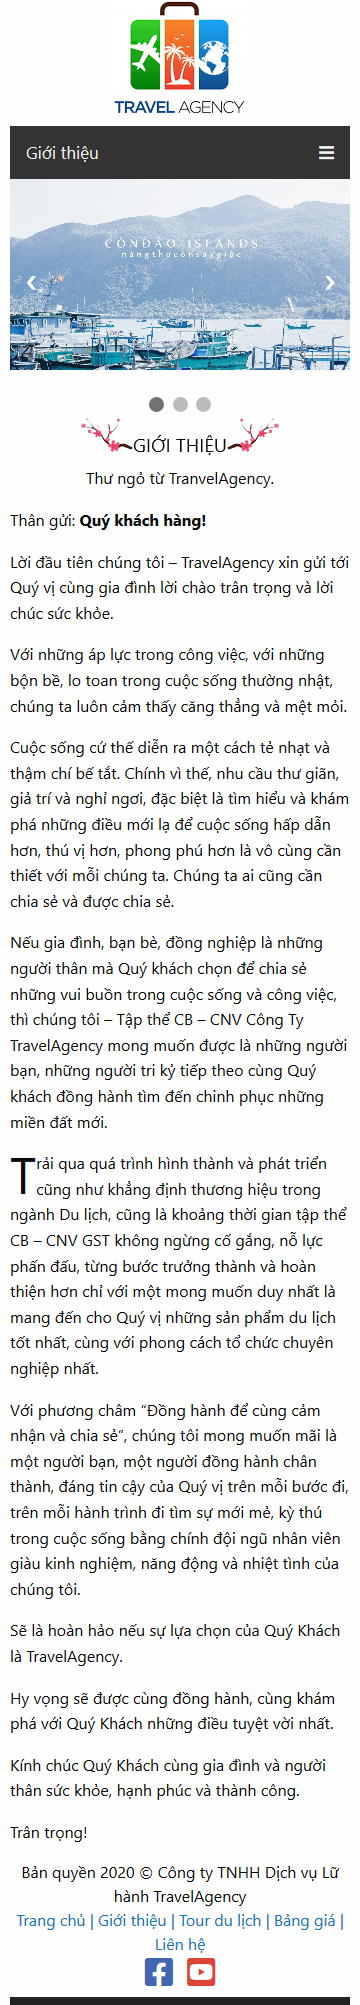 TRAVEL AGENCY
Giới thiệu
CÔNĐẢO-ISLANDS
nàngthơcònsaygiấc
GIỚI THIỆU
Thư ngỏ từ TranvelAgency.
Thân gửi: Quý khách hàng!
Lời đầu tiên chúng tôi – TravelAgency xin gửi tới
Quý vị cùng gia đình lời chào trân trọng và lời
chúc sức khỏe.
Với những áp lực trong công việc, với những
bộn bề, lo toan trong cuộc sống thường nhật,
chúng ta luôn cảm thấy căng thẳng và mệt mỏi.
Cuộc sống cứ thế diễn ra một cách tẻ nhạt và
thậm chí bế tắt. Chính vì thế, nhu cầu thư giãn,
giả trí và nghỉ ngơi, đặc biệt là tìm hiểu và khám
phá những điều mới lạ để cuộc sống hấp dẫn
hơn, thú vị hơn, phong phú hơn là vô cùng cần
thiết với mỗi chúng ta. Chúng ta ai cũng cần
chia sẻ và được chia sẻ.
Nếu gia đình, bạn bè, đồng nghiệp là những
người thân mà Quý khách chọn để chia sẻ
những vui buồn trong cuộc sống và công việc,
thì chúng tôi – Tập thể CB – CNV Công Ty
TravelAgency mong muốn được là những người
bạn, những người tri kỷ tiếp theo cùng Quý
khách đồng hành tìm đến chinh phục những
miền đất mới.
Trải qua quá trình hình thành và phát triển
cũng như khẳng định thương hiệu trong
ngành Du lịch, cũng là khoảng thời gian tập thể
CB – CNV GST không ngừng cố gắng, nỗ lực
phấn đấu, từng bước trưởng thành và hoàn
thiện hơn chỉ với một mong muốn duy nhất là
mang đến cho Quý vị những sản phẩm du lịch
tốt nhất, cùng với phong cách tổ chức chuyên
nghiệp nhất.
Với phương châm “Đồng hành để cùng cảm
nhận và chia sẻ”, chúng tôi mong muốn mãi là
một người bạn, một người đồng hành chân
thành, đáng tin cậy của Quý vị trên mỗi bước đi,
trên mỗi hành trình đi tìm sự mới mẻ, kỳ thú
trong cuộc sống bằng chính đội ngũ nhân viên
giàu kinh nghiệm, năng động và nhiệt tình của
chúng tôi.
Sẽ là hoàn hảo nếu sự lựa chọn của Quý Khách
là TravelAgency.
Hy vọng sẽ được cùng đồng hành, cùng khám
phá với Quý Khách những điều tuyệt vời nhất.
Kính chúc Quý Khách cùng gia đình và người
thân sức khỏe, hạnh phúc và thành công.
Trân trọng!
Bản quyền 2020 © Công ty TNHH Dịch vụ Lữ
hành TravelAgency
Trang chủ | Giới thiệu | Tour du lịch | Bảng giá |
Liên hệ